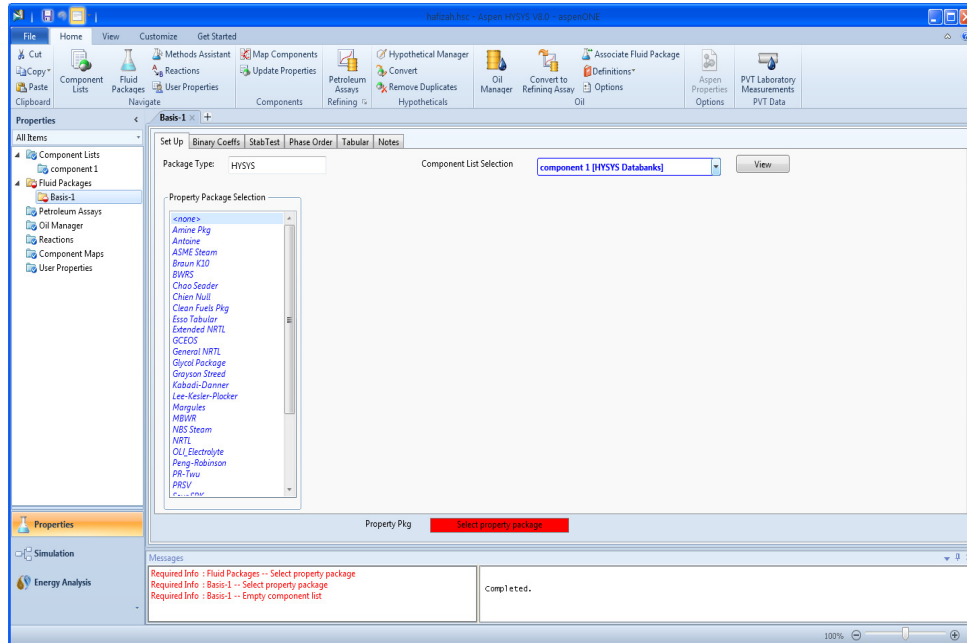 hafizah.hsc - Aspen HYSYS V8.0 - aspenONE
File Home View Customize Get Started
Cut
Copy
Paste
Clipboard
Component Lists
Fluid Packages
Methods Assistant
Reactions
User Properties
Navigate
Map Components
Update Properties
Components
Petroleum Assays
Refining
Hypothetical Manager
Convert
Remove Duplicates
Hypotheticals
Oil Manager
Convert to Refining Assay
Associate Fluid Package
Definitions
Options
Oil
Aspen Properties
Options
PVT Laboratory Measurements
PVT Data
Properties
All Items
Component Lists
component 1
Fluid Packages
Basis-1
Petroleum Assays
Oil Manager
Reactions
Component Maps
User Properties
Properties
Simulation
Energy Analysis
Basis-1
Set Up Binary Coeffs StabTest Phase Order Tabular Notes
Package Type: HYSYS Component List Selection component 1 [HYSYS Databanks] View
Property Package Selection
<none>
Amine Pkg
Antoine
ASME Steam
Braun K10
BWRS
Chao Seader
Chien Null
Clean Fuels Pkg
Esso Tabular
Extended NRTL
GCEOS
General NRTL
Glycol Package
Grayson Streed
Kabadi-Danner
Lee-Kesler-Plocker
Margules
MBWR
NBS Steam
NRTL
OLI_Electrolyte
Peng-Robinson
PR-Twu
PRSV
Property Pkg Select property package
Messages
Required Info : Fluid Packages -- Select property package
Required Info : Basis-1 -- Select property package
Required Info : Basis-1 -- Empty component list
Completed.
100%